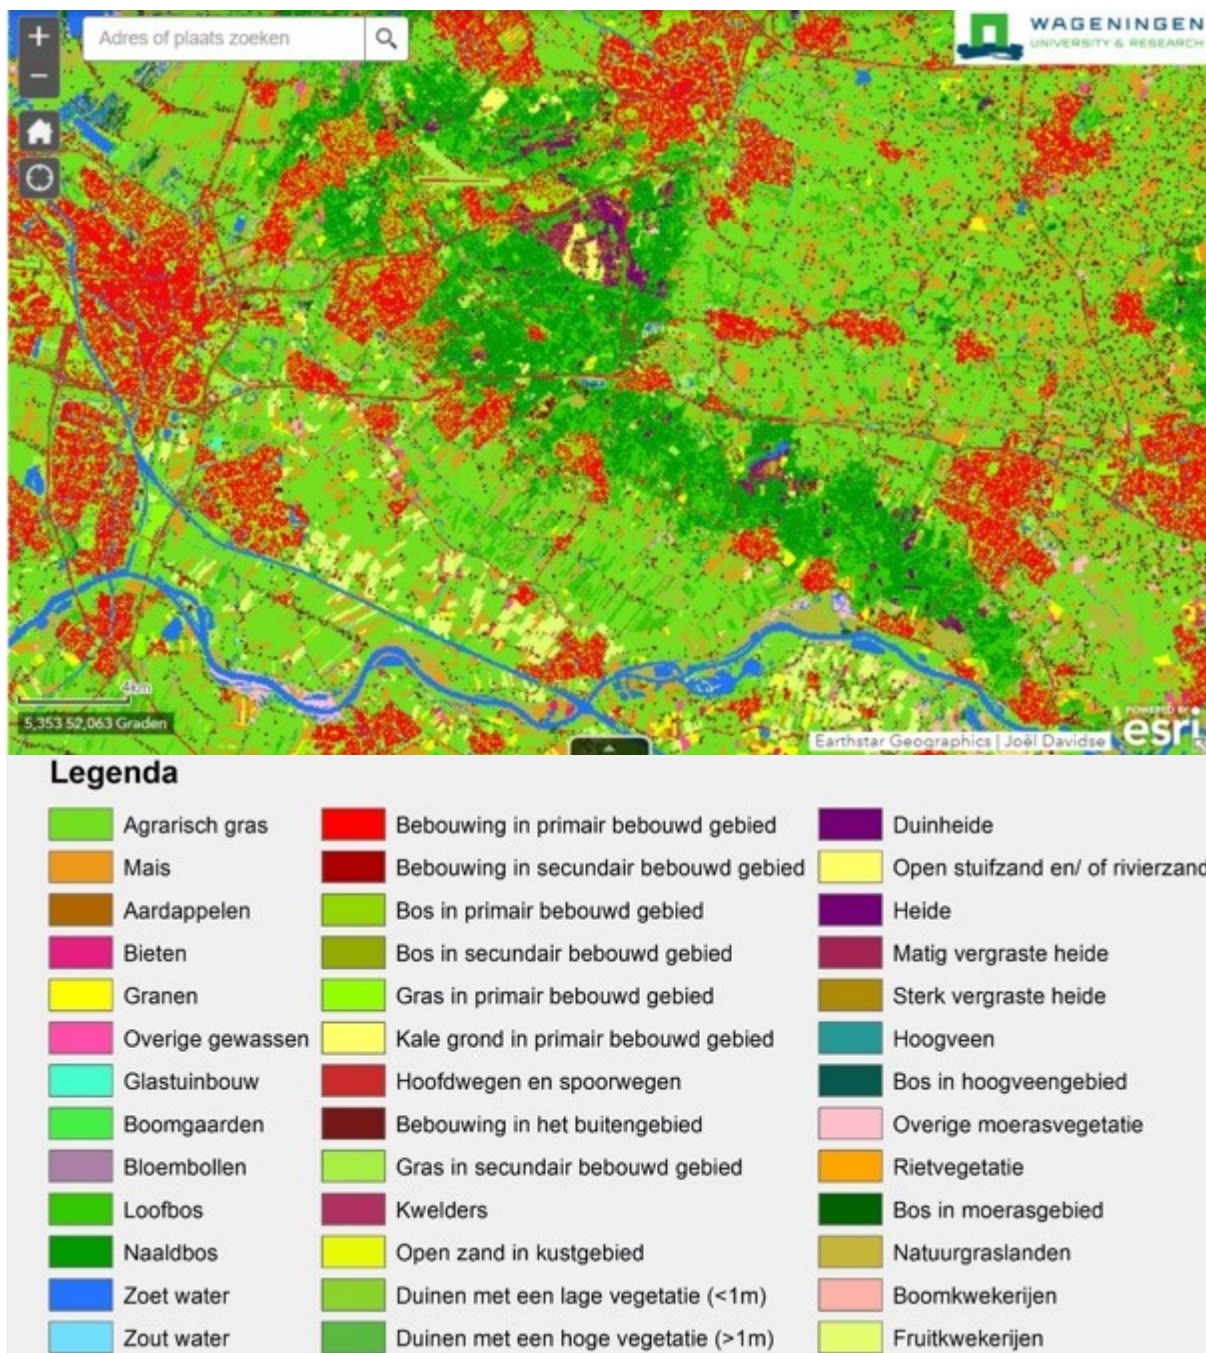 +
Adres of plaats zoeken
WAGENINGEN
UNIVERSITY & RESEARCH
−
4km
5,353 52,063 Graden
POWERED BY
esri
Earthstar Geographics | Joël Davidse
Legenda
Agrarisch gras
Mais
Aardappelen
Bieten
Granen
Overige gewassen
Glastuinbouw
Boomgaarden
Bloembollen
Loofbos
Naaldbos
Zoet water
Zout water
Bebouwing in primair bebouwd gebied
Bebouwing in secundair bebouwd gebied
Bos in primair bebouwd gebied
Bos in secundair bebouwd gebied
Gras in primair bebouwd gebied
Kale grond in primair bebouwd gebied
Hoofdwegen en spoorwegen
Bebouwing in het buitengebied
Gras in secundair bebouwd gebied
Kwelders
Open zand in kustgebied
Duinen met een lage vegetatie (<1m)
Duinen met een hoge vegetatie (>1m)
Duinheide
Open stuifzand en/ of rivierzand
Heide
Matig vergraste heide
Sterk vergraste heide
Hoogveen
Bos in hoogveengebied
Overige moerasvegetatie
Rietvegetatie
Bos in moerasgebied
Natuurgraslanden
Boomkwekerijen
Fruitkwekerijen